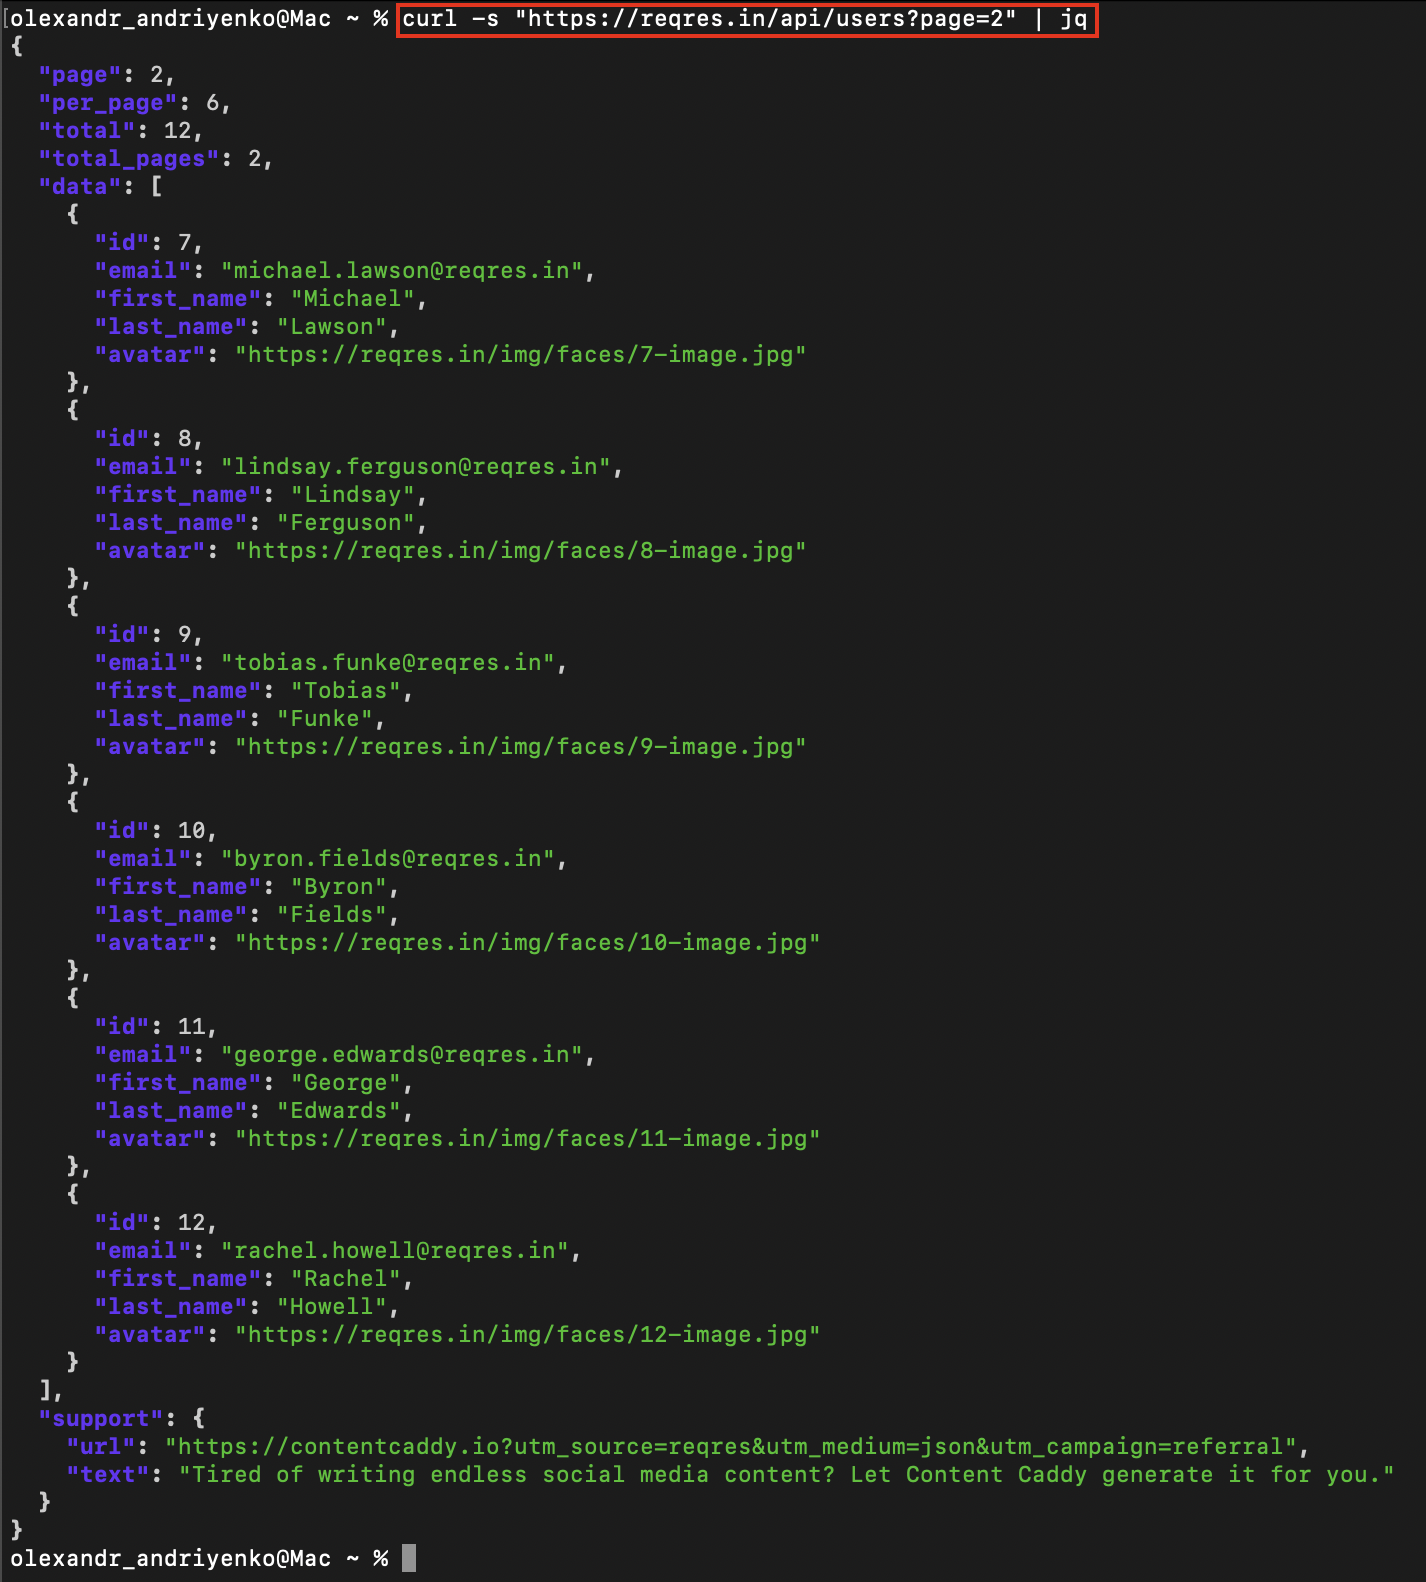 [olexandr_andriyenko@Mac ~ % curl -s "https://reqres.in/api/users?page=2" | jq
{
  "page": 2,
  "per_page": 6,
  "total": 12,
  "total_pages": 2,
  "data": [
    {
      "id": 7,
      "email": "michael.lawson@reqres.in",
      "first_name": "Michael",
      "last_name": "Lawson",
      "avatar": "https://reqres.in/img/faces/7-image.jpg"
    },
    {
      "id": 8,
      "email": "lindsay.ferguson@reqres.in",
      "first_name": "Lindsay",
      "last_name": "Ferguson",
      "avatar": "https://reqres.in/img/faces/8-image.jpg"
    },
    {
      "id": 9,
      "email": "tobias.funke@reqres.in",
      "first_name": "Tobias",
      "last_name": "Funke",
      "avatar": "https://reqres.in/img/faces/9-image.jpg"
    },
    {
      "id": 10,
      "email": "byron.fields@reqres.in",
      "first_name": "Byron",
      "last_name": "Fields",
      "avatar": "https://reqres.in/img/faces/10-image.jpg"
    },
    {
      "id": 11,
      "email": "george.edwards@reqres.in",
      "first_name": "George",
      "last_name": "Edwards",
      "avatar": "https://reqres.in/img/faces/11-image.jpg"
    },
    {
      "id": 12,
      "email": "rachel.howell@reqres.in",
      "first_name": "Rachel",
      "last_name": "Howell",
      "avatar": "https://reqres.in/img/faces/12-image.jpg"
    }
  ],
  "support": {
    "url": "https://contentcaddy.io?utm_source=reqres&utm_medium=json&utm_campaign=referral",
    "text": "Tired of writing endless social media content? Let Content Caddy generate it for you."
  }
}
olexandr_andriyenko@Mac ~ %